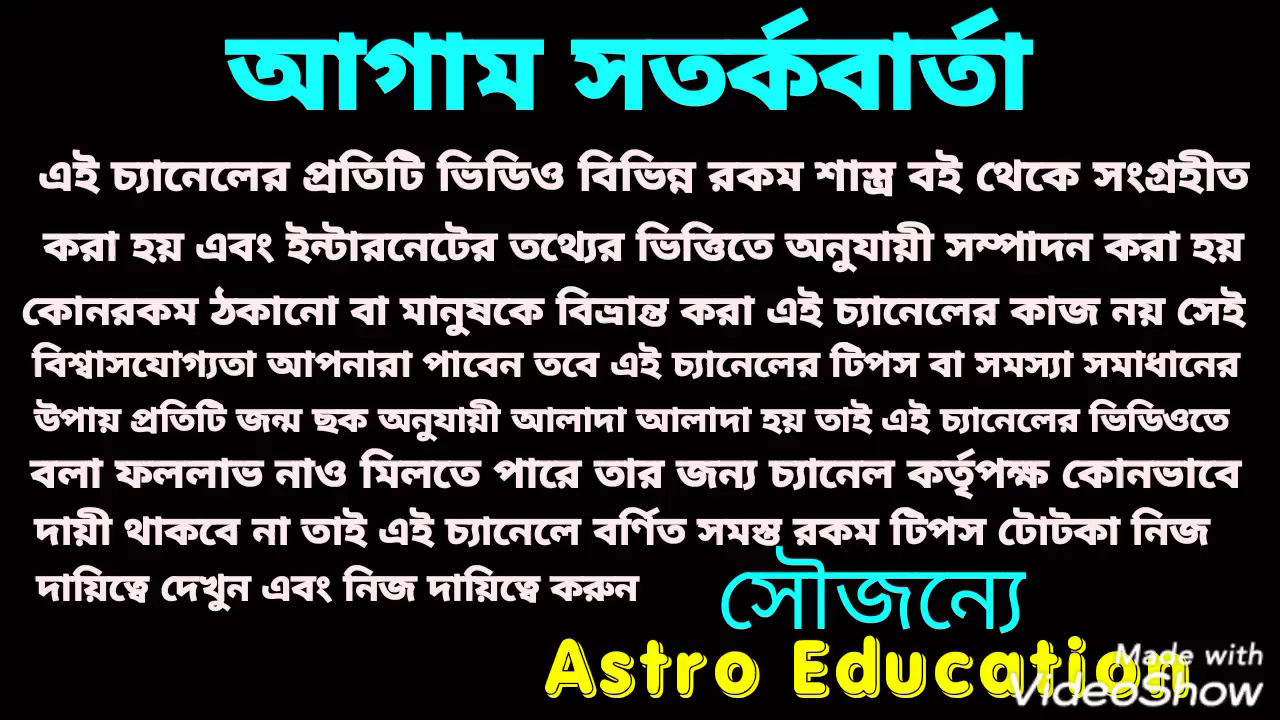 আগাম সতর্কবার্তা
এই চ্যানেলের প্রতিটি ভিডিও বিভিন্ন রকম শাস্ত্র বই থেকে সংগ্রহীত
করা হয় এবং ইন্টারনেটের তথ্যের ভিত্তিতে অনুযায়ী সম্পাদন করা হয়
কোনরকম ঠকানো বা মানুষকে বিভ্রান্ত করা এই চ্যানেলের কাজ নয় সেই
বিশ্বাসযোগ্যতা আপনারা পাবেন তবে এই চ্যানেলের টিপস বা সমস্যা সমাধানের
উপায় প্রতিটি জন্ম ছক অনুযায়ী আলাদা আলাদা হয় তাই এই চ্যানেলের ভিডিওতে
বলা ফললাভ নাও মিলতে পারে তার জন্য চ্যানেল কর্তৃপক্ষ কোনভাবে
দায়ী থাকবে না তাই এই চ্যানেলে বর্ণিত সমস্ত রকম টিপস টোটকা নিজ
দায়িত্বে দেখুন এবং নিজ দায়িত্বে করুন
সৌজন্যে
Astro Education
Made with
VideoShow